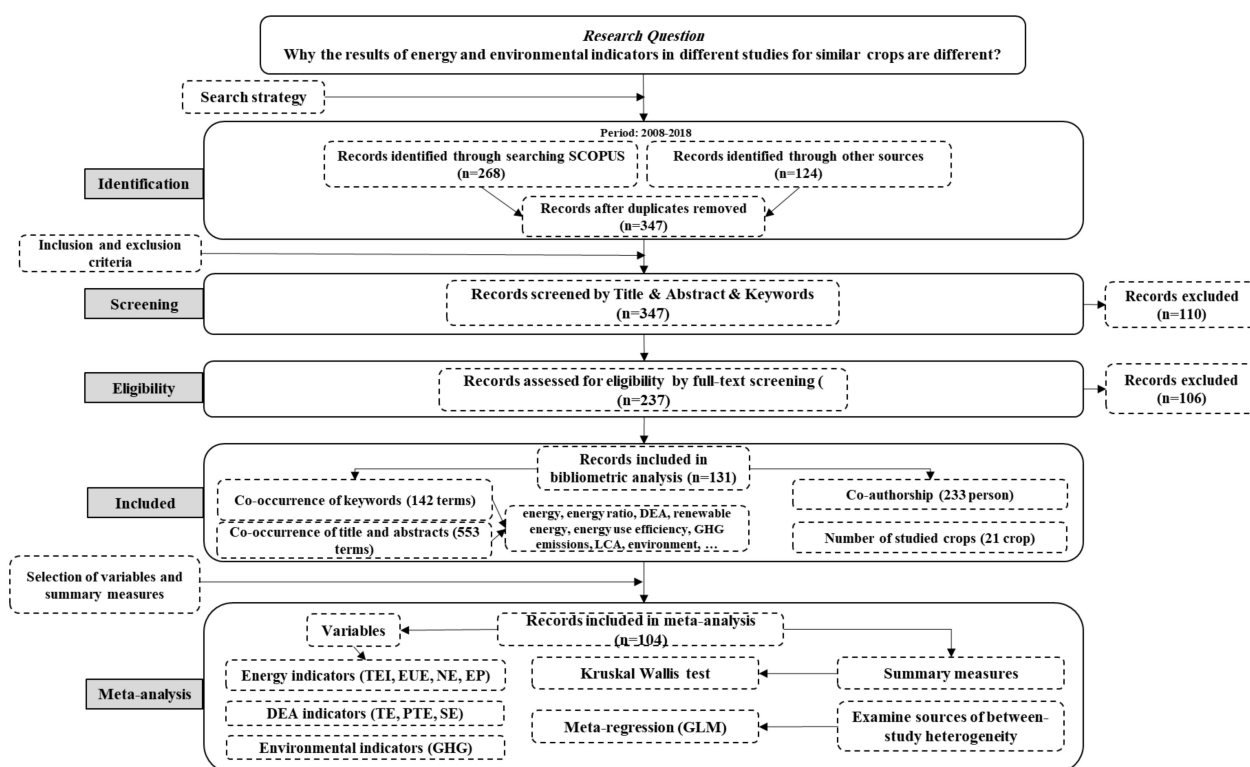 Research Question
Why the results of energy and environmental indicators in different studies for similar crops are different?
Search strategy
Period: 2008-2018
Records identified through searching SCOPUS
(n=268)
Records identified through other sources
(n=124)
Identification
Records after duplicates removed
(n=347)
Inclusion and exclusion
criteria
Screening
Records screened by Title & Abstract & Keywords
(n=347)
Records excluded
(n=110)
Eligibility
Records assessed for eligibility by full-text screening (
(n=237)
Records excluded
(n=106)
Included
Records included in
bibliometric analysis (n=131)
Co-occurrence of keywords (142 terms)
Co-occurrence of title and abstracts (553
terms)
energy, energy ratio, DEA, renewable
energy, energy use efficiency, GHG
emissions, LCA, environment, …
Co-authorship (233 person)
Number of studied crops (21 crop)
Selection of variables and
summary measures
Meta-analysis
Records included in meta-analysis
(n=104)
Variables
Energy indicators (TEI, EUE, NE, EP)
DEA indicators (TE, PTE, SE)
Environmental indicators (GHG)
Kruskal Wallis test
Meta-regression (GLM)
Summary measures
Examine sources of between-
study heterogeneity